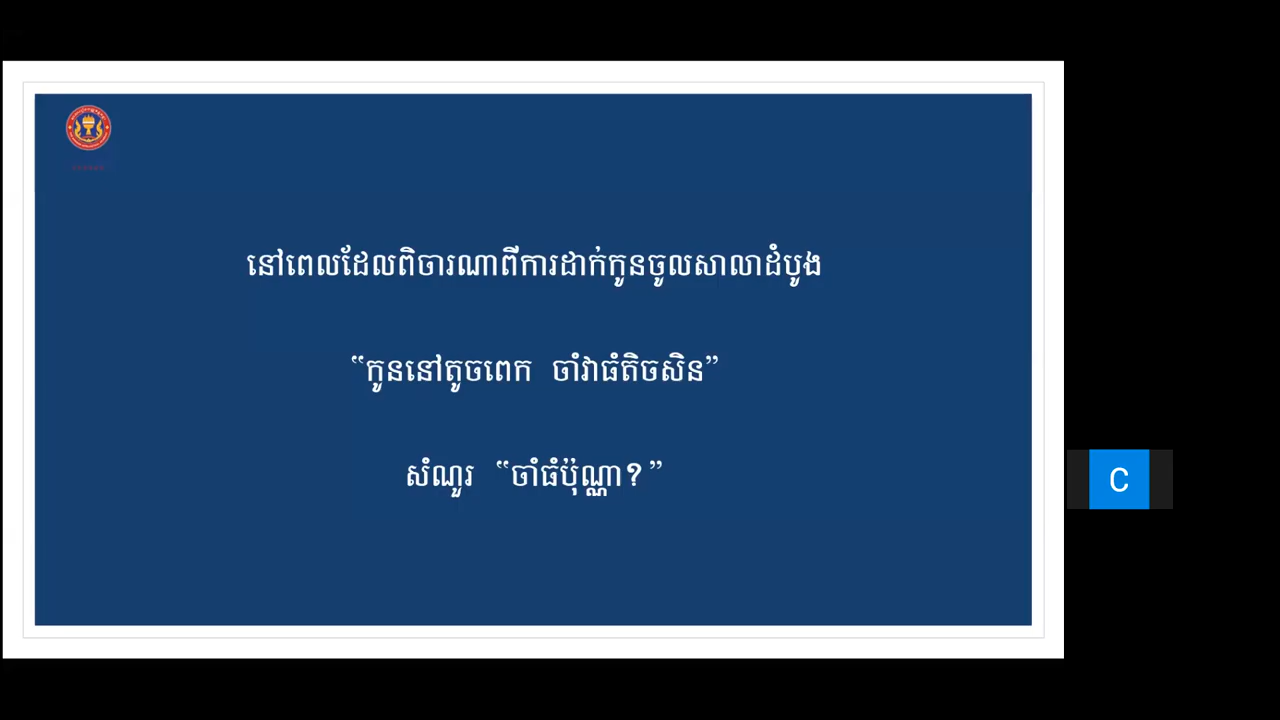 នៅពេលដែលពិចារណាពីការដាក់កូនចូលសាលាដំបូង
“កូននៅតូចពេក ចាំវាធំតិចសិន”
សំណួរ “ចាំធំប៉ុណ្ណា?”
C